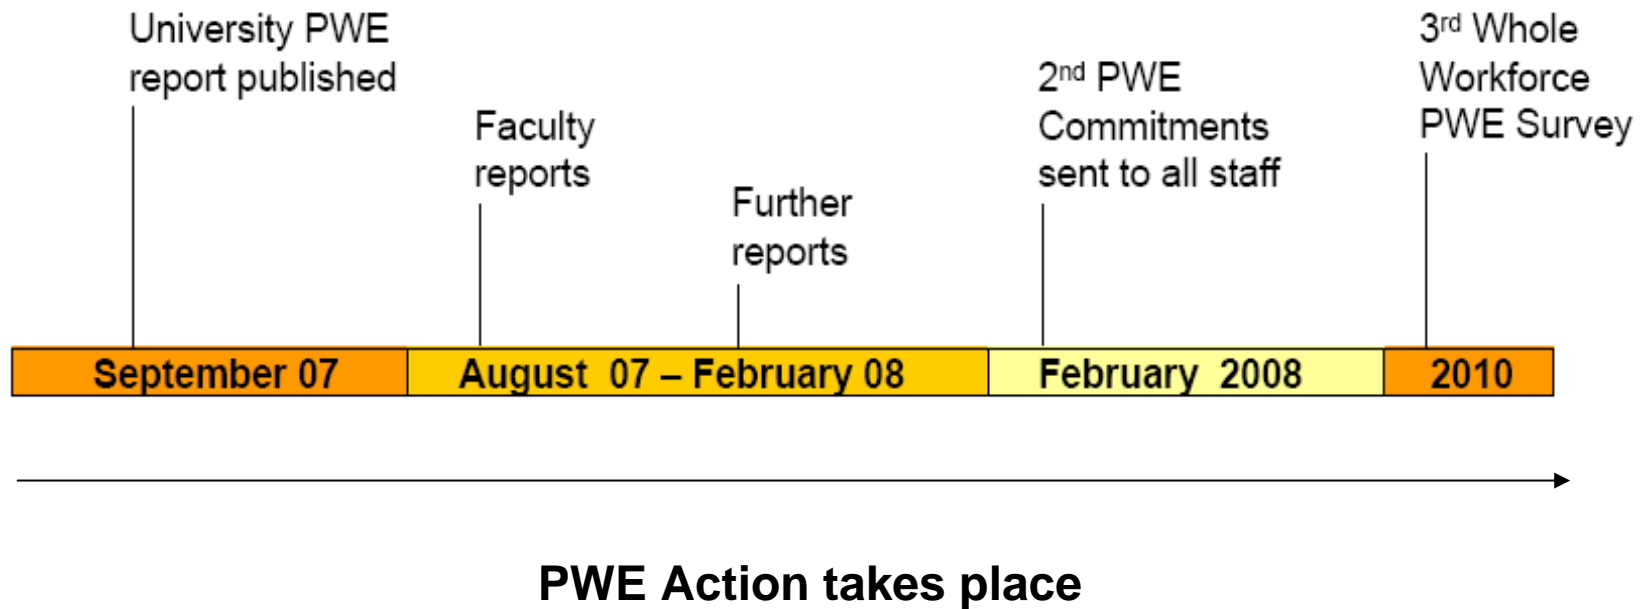 University PWE
report published
Faculty
reports
Further
reports
2nd PWE
Commitments
sent to all staff
3rd Whole
Workforce
PWE Survey
September 07
August  07 – February 08
February  2008
2010
PWE Action takes place